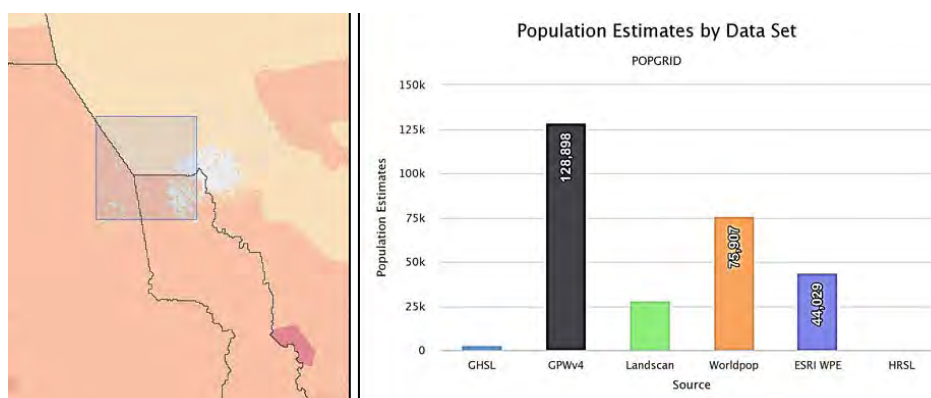 Population Estimates by Data Set
POPGRID
150k
125k
100k
75k
50k
25k
0
Population Estimates
128,898
75,907
44,029
GHSL GPWv4 Landscan Worldpop ESRI WPE HRSL
Source